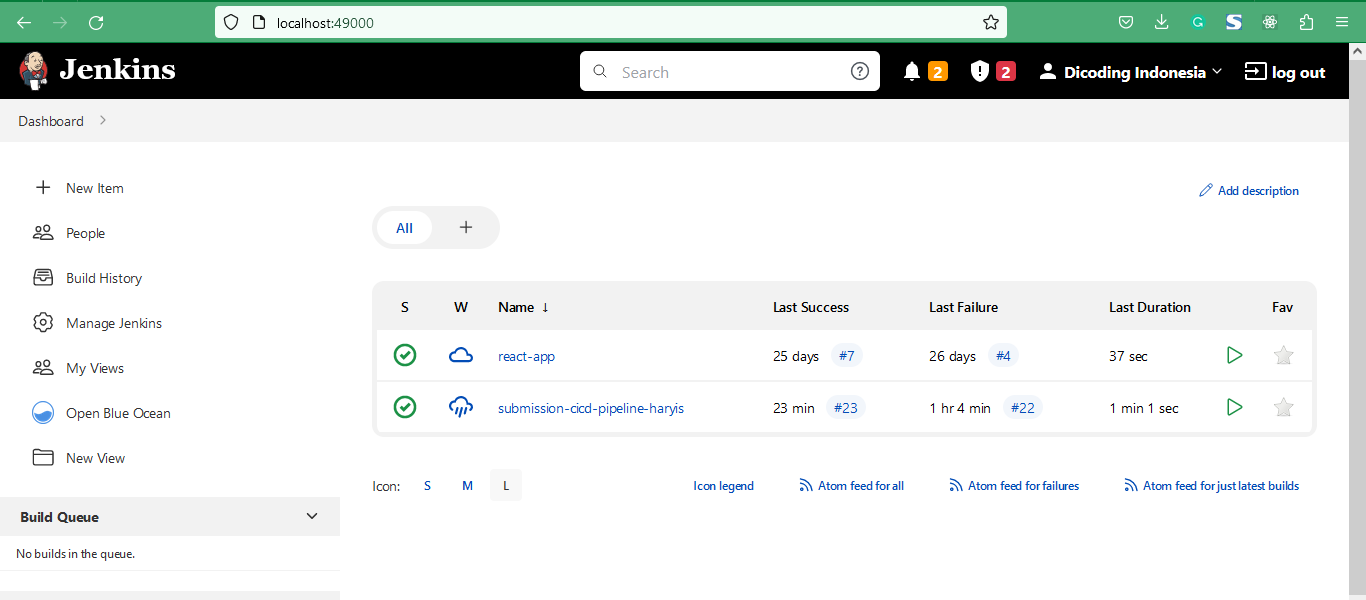 localhost:49000
Jenkins
Search
2
2
Dicoding Indonesia
log out
Dashboard
New Item
People
Build History
Manage Jenkins
My Views
Open Blue Ocean
New View
Build Queue
No builds in the queue.
Add description
All
S W Name ↓ Last Success Last Failure Last Duration Fav
react-app 25 days #7 26 days #4 37 sec
submission-cicd-pipeline-haryis 23 min #23 1 hr 4 min #22 1 min 1 sec
Icon: S M L Icon legend Atom feed for all Atom feed for failures Atom feed for just latest builds